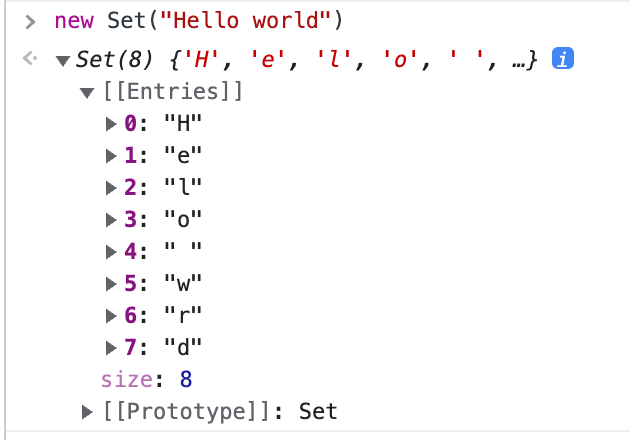 new Set("Hello world")
Set(8) {'H', 'e', 'l', 'o', ' ', …} i
[[Entries]]
0: "H"
1: "e"
2: "l"
3: "o"
4: " "
5: "w"
6: "r"
7: "d"
size: 8
[[Prototype]]: Set